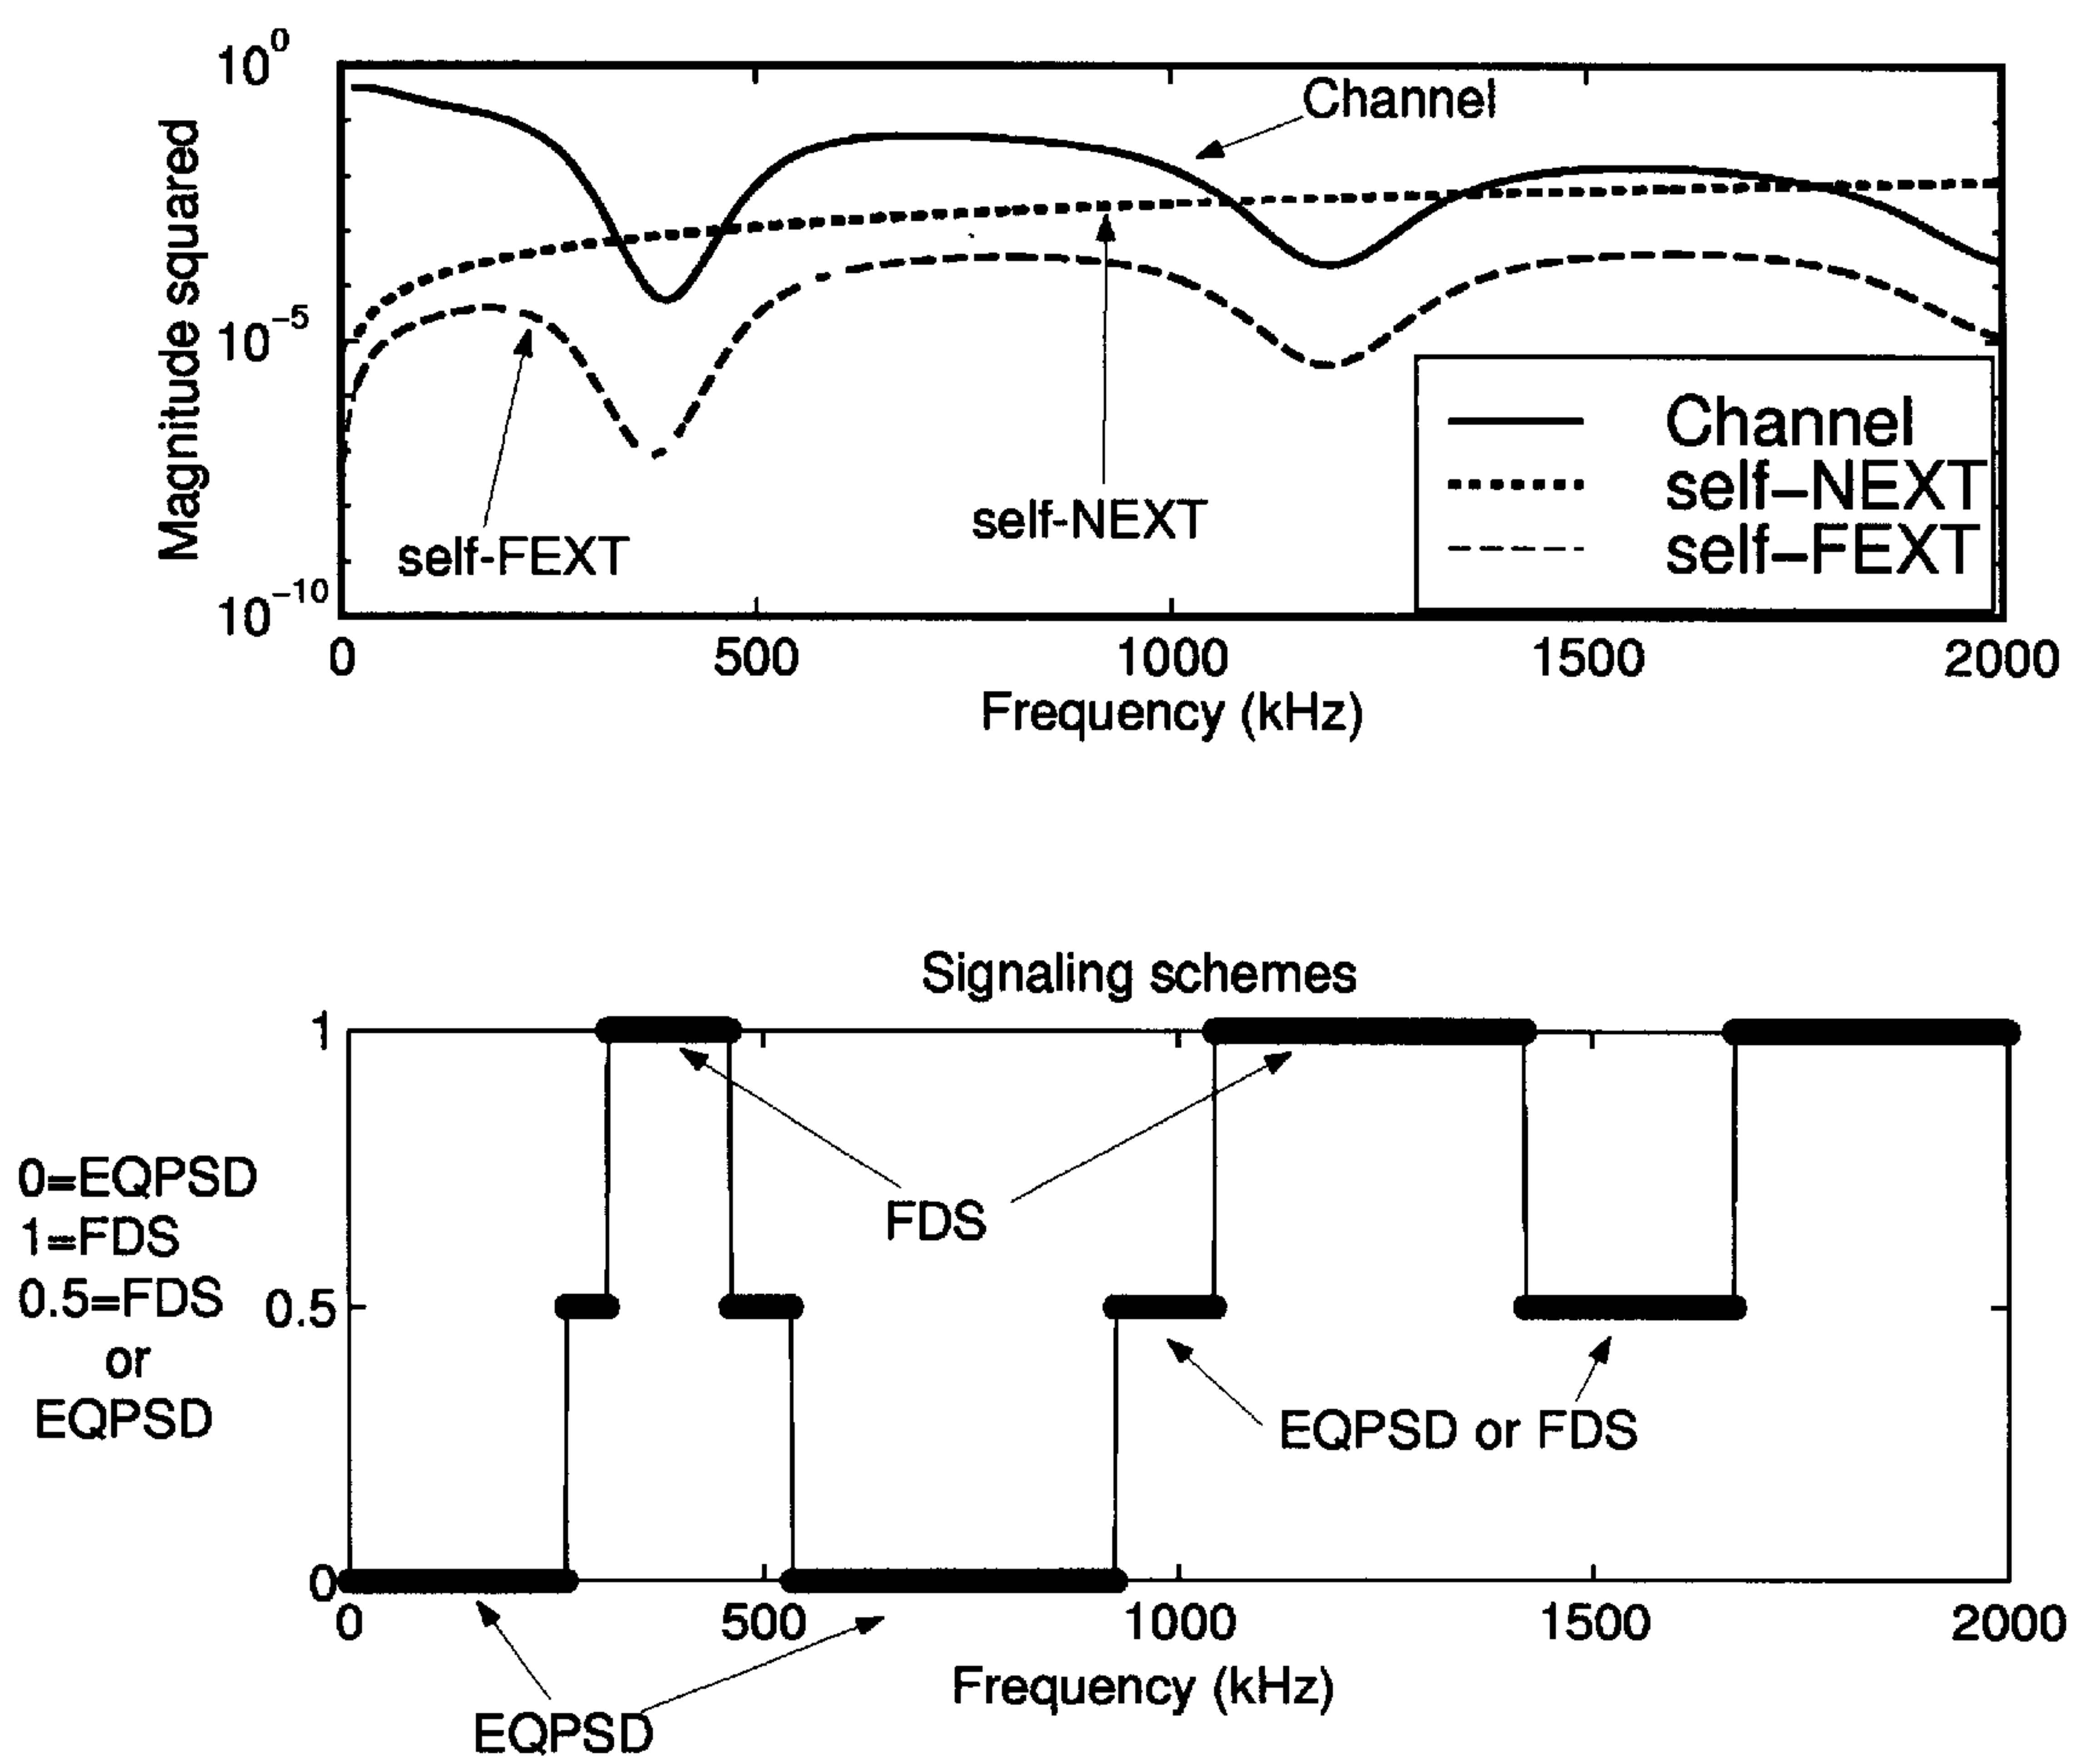 10^0
Channel
Magnitude squared
10^-5
Channel
self-NEXT
self-FEXT
self-NEXT
self-FEXT
10^-10
0 500 1000 1500 2000
Frequency (kHz)
Signaling schemes
1
0=EQPSD
1=FDS
0.5=FDS
or
EQPSD
FDS
0.5
EQPSD or FDS
0
0 500 1000 1500 2000
Frequency (kHz)
EQPSD